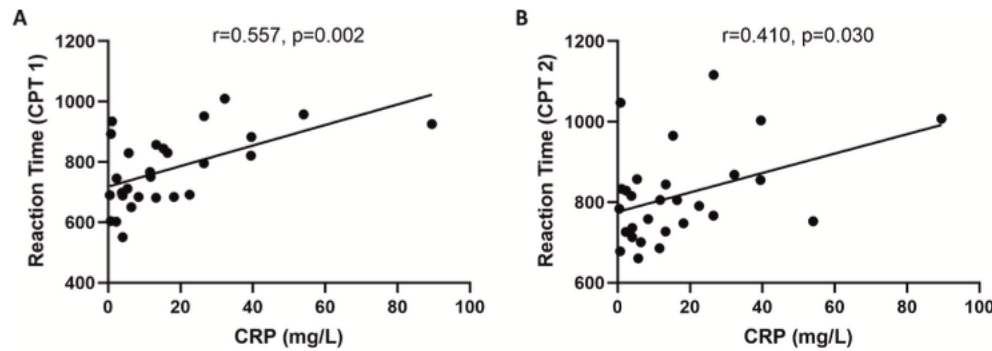 A
r=0.557, p=0.002
Reaction Time (CPT 1)
1200
1000
800
600
400
0 20 40 60 80 100
CRP (mg/L)
B
r=0.410, p=0.030
Reaction Time (CPT 2)
1200
1000
800
600
0 20 40 60 80 100
CRP (mg/L)